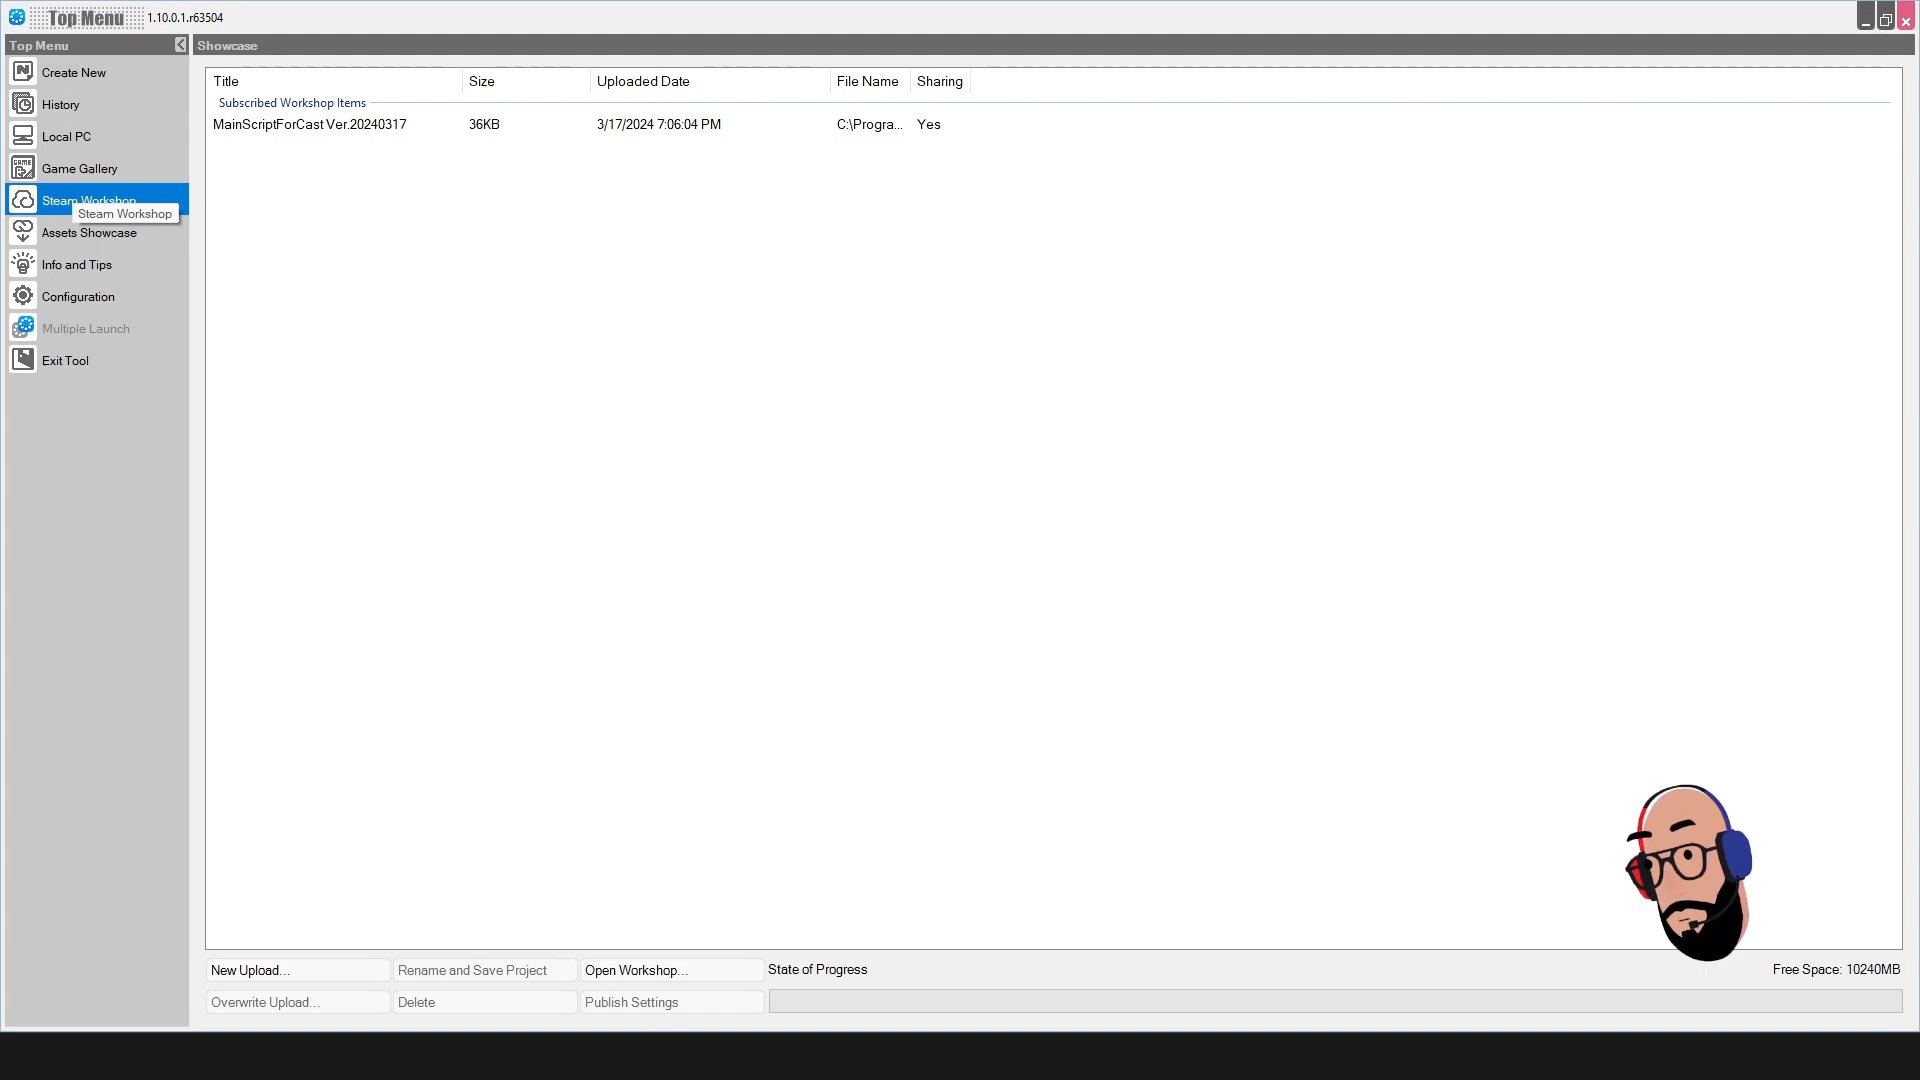 Top Menu 1.10.0.1.r63504
Top Menu
Showcase
Create New
History
Local PC
Game Gallery
Steam Workshop
Steam Workshop
Assets Showcase
Info and Tips
Configuration
Multiple Launch
Exit Tool
Title Size Uploaded Date File Name Sharing
Subscribed Workshop Items
MainScriptForCast Ver.20240317 36KB 3/17/2024 7:06:04 PM C:\Progra... Yes
New Upload... Rename and Save Project Open Workshop... State of Progress Free Space: 10240MB
Overwrite Upload... Delete Publish Settings